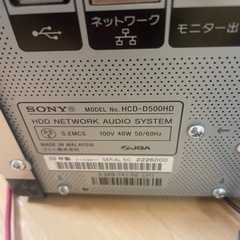 ネットワーク
モニター出
SONY® MODEL No. HCD-D500HD
HDD NETWORK AUDIO SYSTEM
S.EMCS 100V 48W 50/60Hz
JQA
MADE IN MALAYSIA
ソニー株式会社
SERIAL NO. 2226000